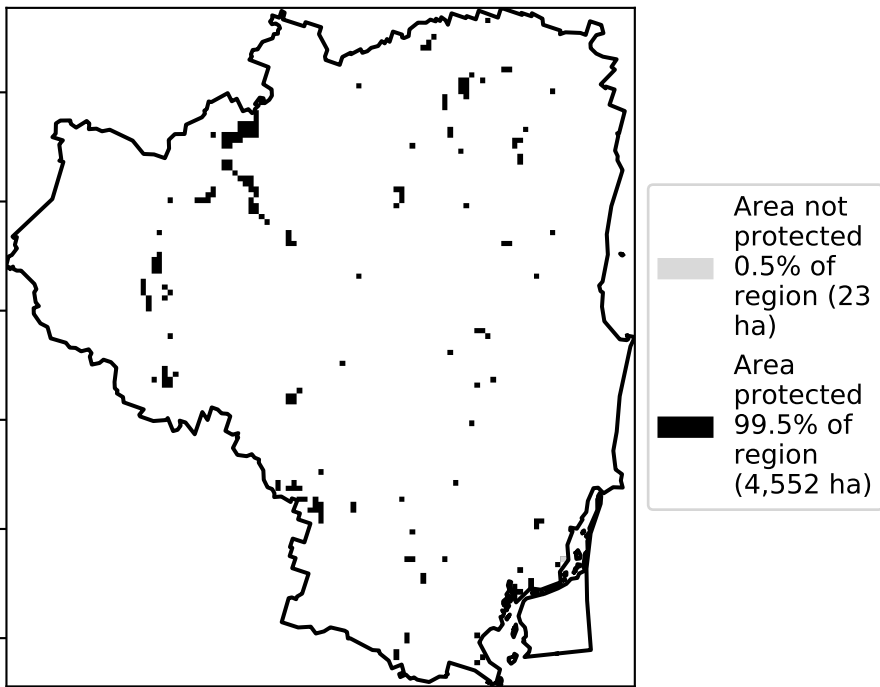 Area not
protected
0.5% of
region (23
ha)
Area
protected
99.5% of
region
(4,552 ha)